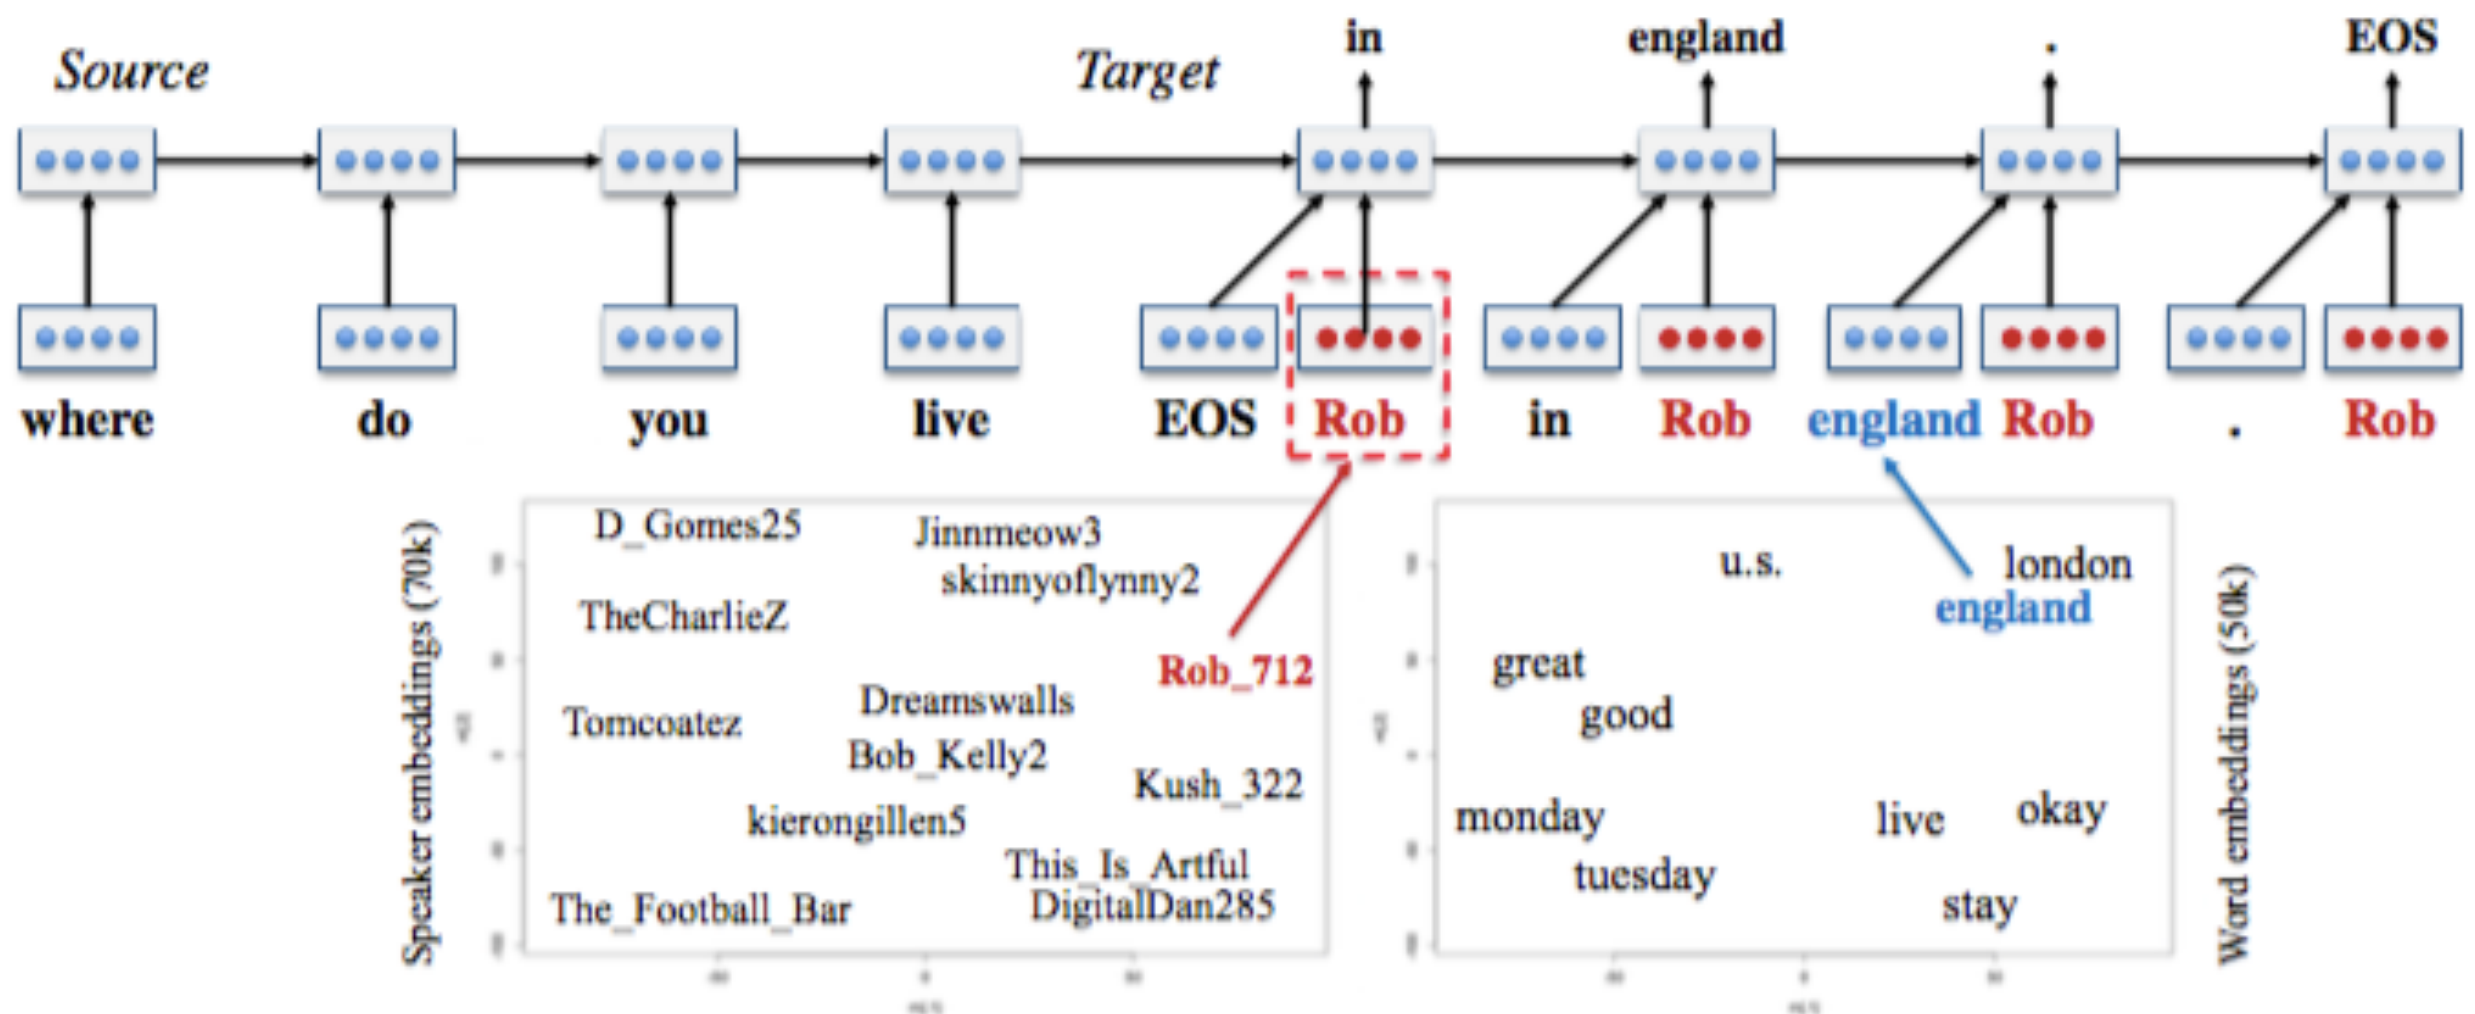 in england . EOS
Source Target
where do you live EOS Rob in Rob england Rob . Rob
Speaker embeddings (70k)
D_Gomes25 Jinnmeow3
skinnyoflynny2
TheCharlieZ
Rob_712
Dreamswalls
Tomcoatez
Bob_Kelly2
Kush_322
kierongillen5
This_Is_Artful
The_Football_Bar DigitalDan285
u.s. london
england
great
good
monday live okay
tuesday
stay
Word embeddings (50k)